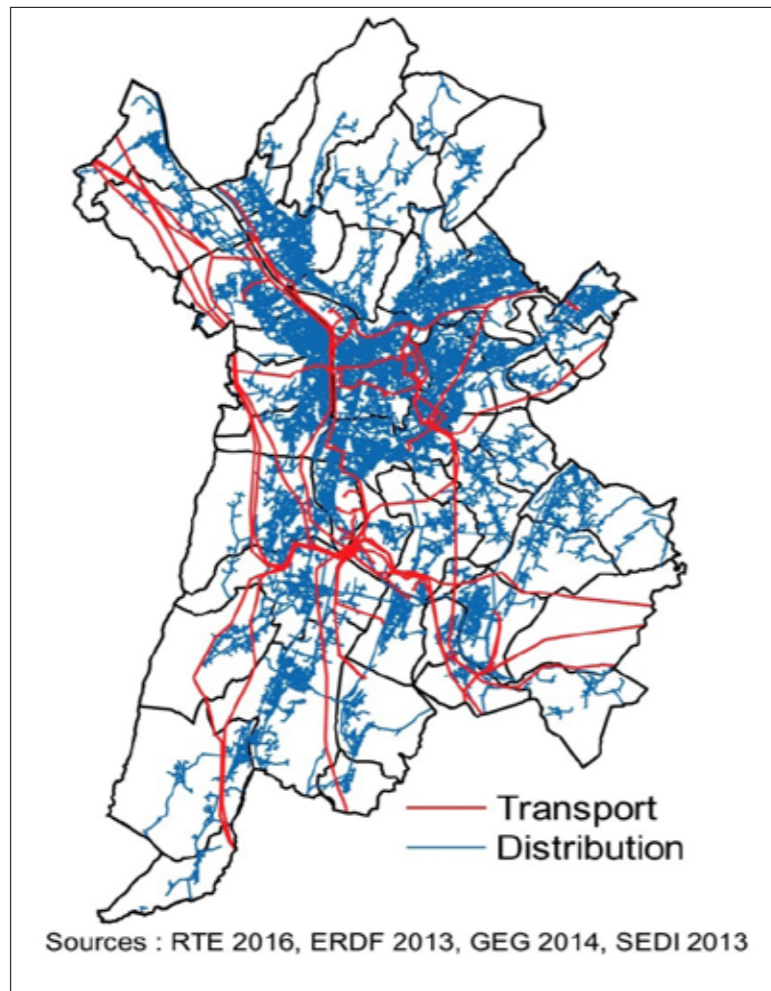 Transport
Distribution
Sources : RTE 2016, ERDF 2013, GEG 2014, SEDI 2013